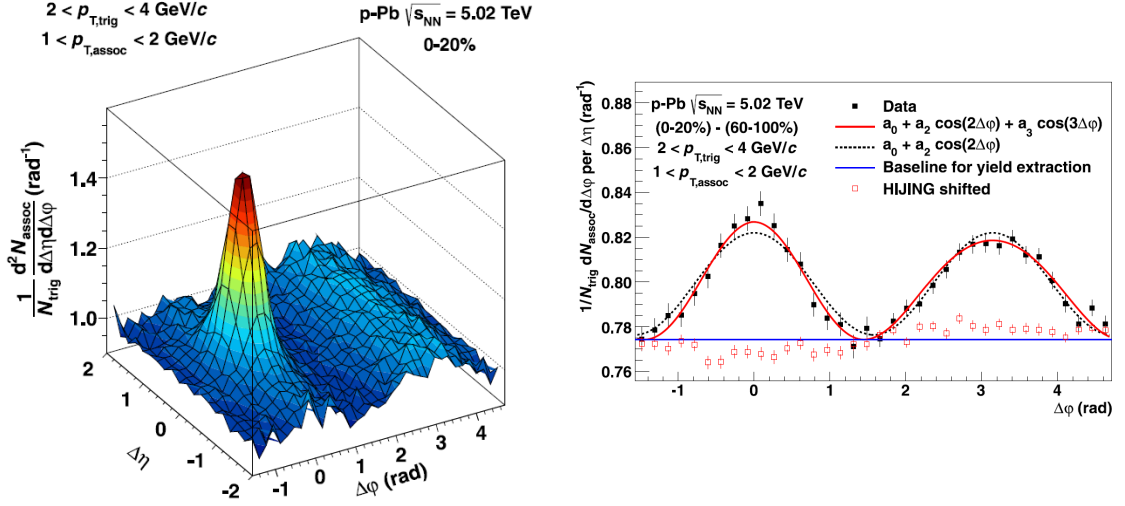 2 < p_T,trig < 4 GeV/c
1 < p_T,assoc < 2 GeV/c
p-Pb √s_NN = 5.02 TeV
0-20%
1/N_trig d²N_assoc/dΔηdΔφ (rad⁻¹)
1.4
1.2
1.0
2
1
0
-1
-2
Δη
-1
0
1
2
3
4
Δφ (rad)
1/N_trig dN_assoc/dΔφ per Δη (rad⁻¹)
0.88
0.86
0.84
0.82
0.80
0.78
0.76
p-Pb √s_NN = 5.02 TeV
(0-20%) - (60-100%)
2 < p_T,trig < 4 GeV/c
1 < p_T,assoc < 2 GeV/c
Data
a₀ + a₂ cos(2Δφ) + a₃ cos(3Δφ)
a₀ + a₂ cos(2Δφ)
Baseline for yield extraction
HIJING shifted
-1
0
1
2
3
4
Δφ (rad)